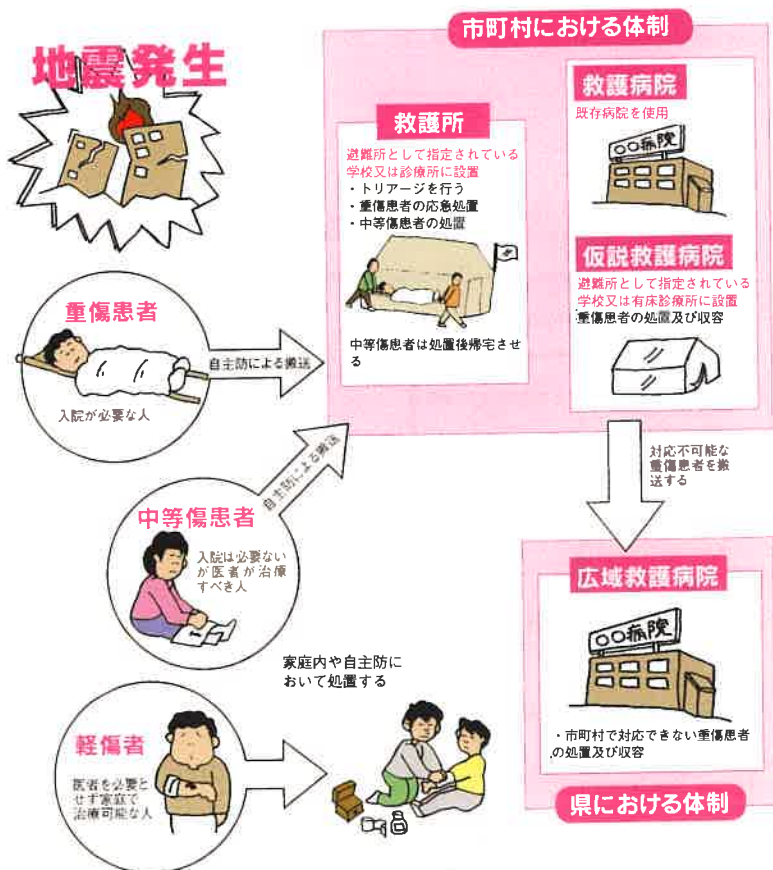 地震発生
市町村における体制
救護所
避難所として指定されている
学校又は診療所に設置
・トリアージを行う
・重傷患者の応急処置
・中等傷患者の処置
中等傷患者は処置後帰宅させ
る
救護病院
既存病院を使用
○○病院
仮説救護病院
避難所として指定されている
学校又は有床診療所に設置
重傷患者の処置及び収容
重傷患者
入院が必要な人
自主防による搬送
中等傷患者
入院は必要ない
が医者が治療
すべき人
自主防による搬送
対応不可能な
重傷患者を搬
送する
広域救護病院
○○病院
・市町村で対応できない重傷患者
の処置及び収容
県における体制
家庭内や自主防に
おいて処置する
軽傷者
医者を必要と
せず家庭で
治療可能な人